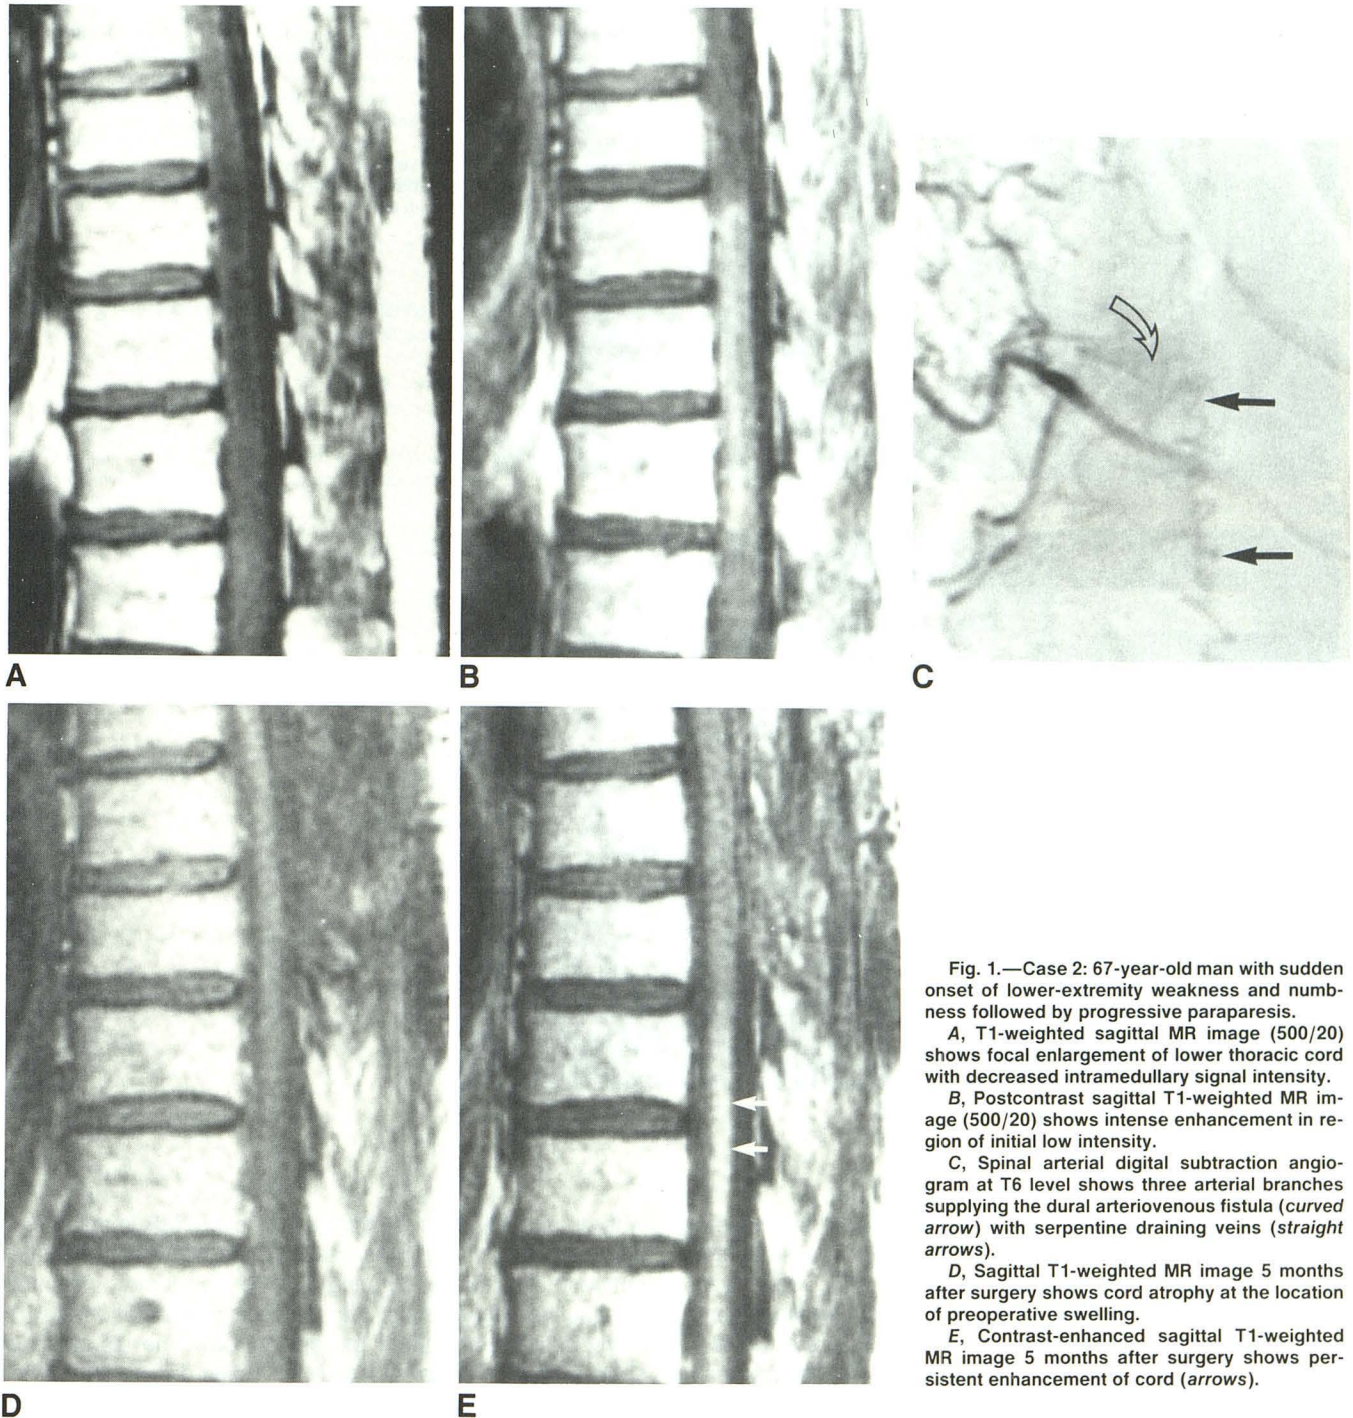 A
B
C
D
E
Fig. 1.—Case 2: 67-year-old man with sudden
onset of lower-extremity weakness and numb-
ness followed by progressive paraparesis.
A, T1-weighted sagittal MR image (500/20)
shows focal enlargement of lower thoracic cord
with decreased intramedullary signal intensity.
B, Postcontrast sagittal T1-weighted MR im-
age (500/20) shows intense enhancement in re-
gion of initial low intensity.
C, Spinal arterial digital subtraction angio-
gram at T6 level shows three arterial branches
supplying the dural arteriovenous fistula (curved
arrow) with serpentine draining veins (straight
arrows).
D, Sagittal T1-weighted MR image 5 months
after surgery shows cord atrophy at the location
of preoperative swelling.
E, Contrast-enhanced sagittal T1-weighted
MR image 5 months after surgery shows per-
sistent enhancement of cord (arrows).